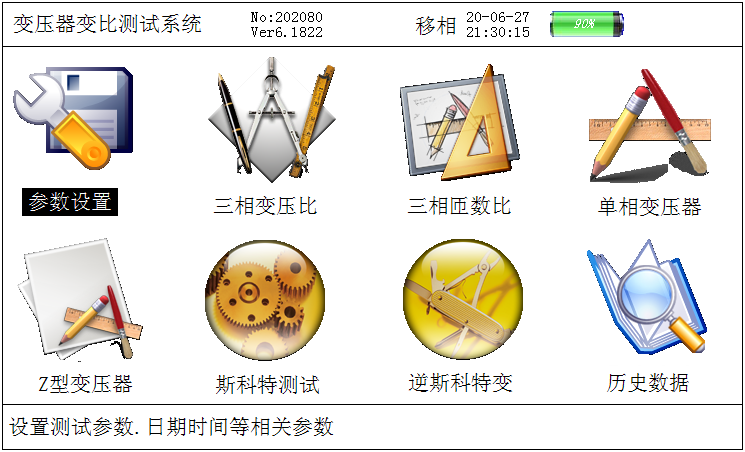 变压器变比测试系统
No:202080
Ver6.1822
移相
20-06-27
21:30:15
90%
参数设置
三相变压比
三相匝数比
单相变压器
Z型变压器
斯科特测试
逆斯科特变
历史数据
设置测试参数.日期时间等相关参数